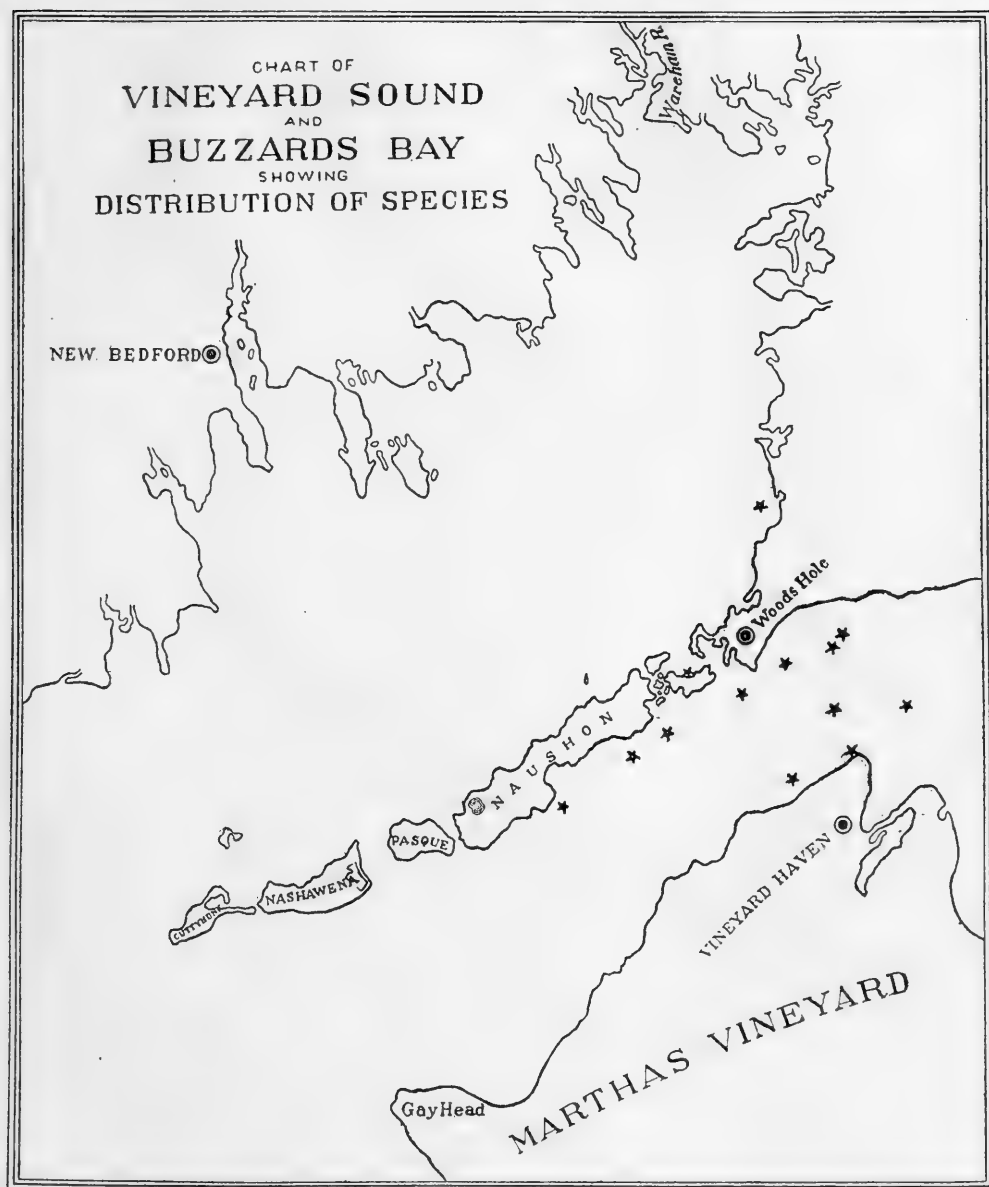 CHART OF
VINEYARD SOUND
AND
BUZZARDS BAY
SHOWING
DISTRIBUTION OF SPECIES
Wareham R.
NEW. BEDFORD
Woods Hole
NAUSHON
PASQUE
NASHAWENA
CUTTYHUNK
VINEYARD HAVEN
MARTHAS VINEYARD
Gay Head